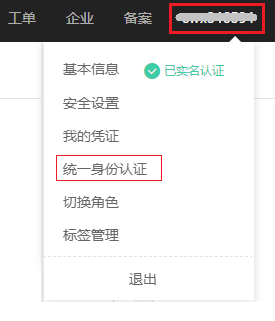 工单 企业 备案
基本信息 已实名认证
安全设置
我的凭证
统一身份认证
切换角色
标签管理
退出